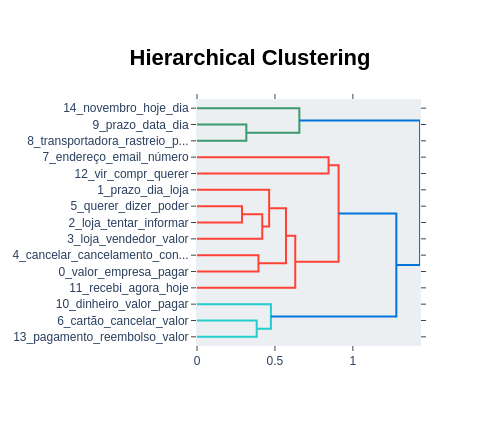 Hierarchical Clustering
14_novembro_hoje_dia
9_prazo_data_dia
8_transportadora_rastreio_p...
7_endereço_email_número
12_vir_compr_querer
1_prazo_dia_loja
5_querer_dizer_poder
2_loja_tentar_informar
3_loja_vendedor_valor
4_cancelar_cancelamento_con...
0_valor_empresa_pagar
11_recebi_agora_hoje
10_dinheiro_valor_pagar
6_cartão_cancelar_valor
13_pagamento_reembolso_valor
0 0.5 1